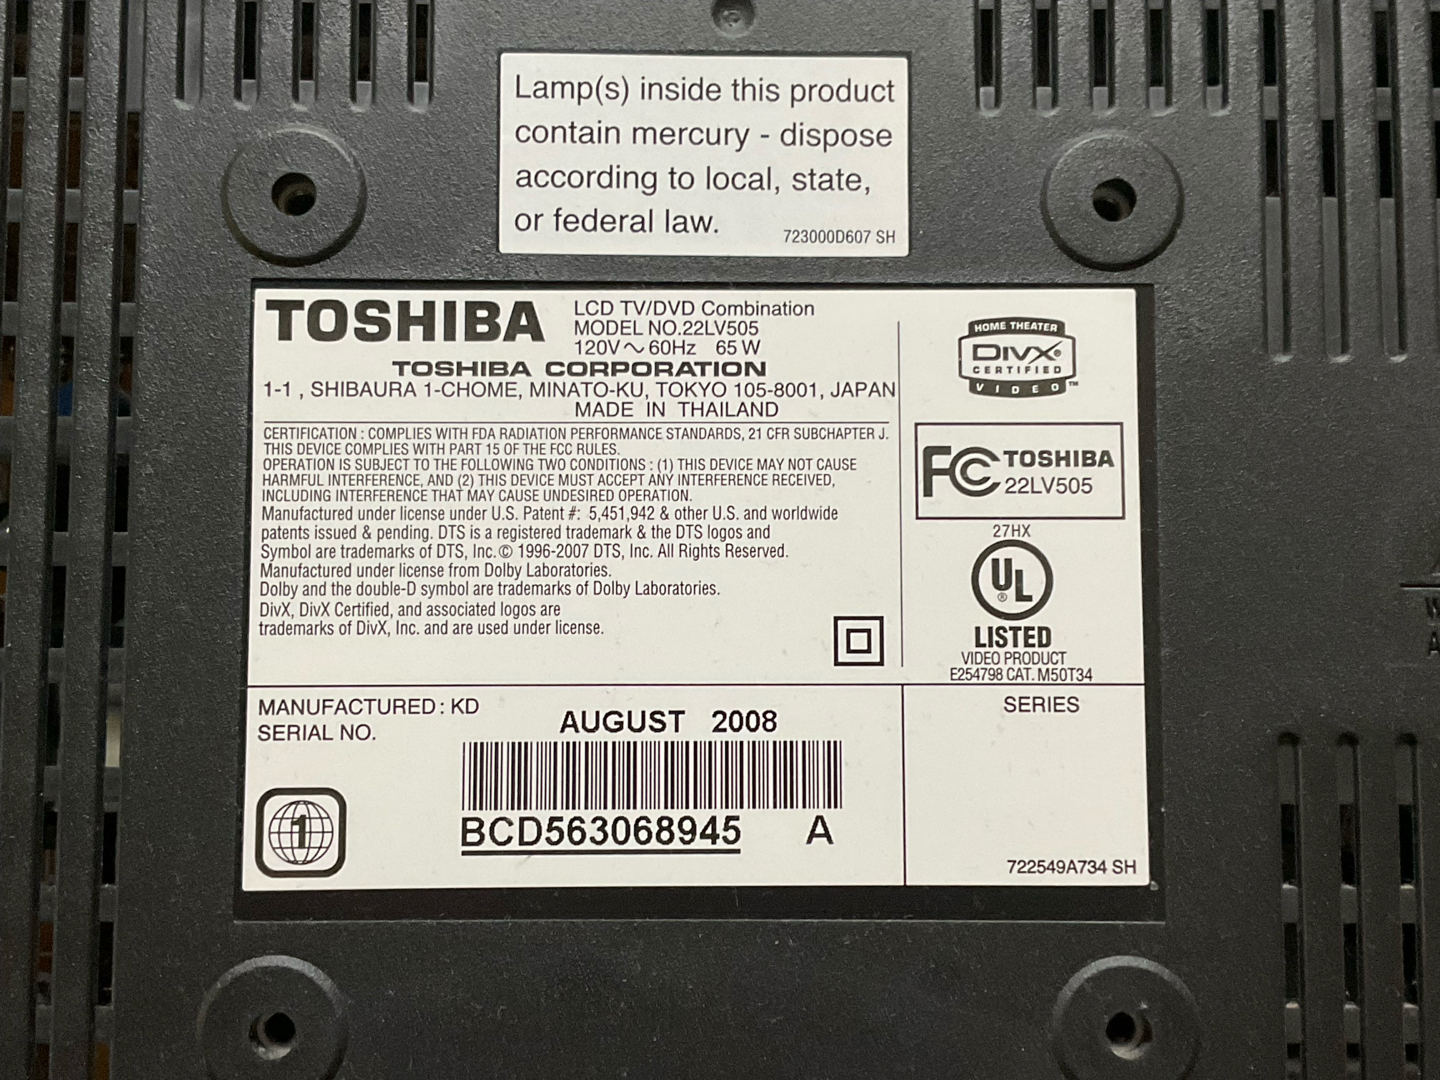 Lamp(s) inside this product
contain mercury - dispose
according to local, state,
or federal law.
723000D607 SH
TOSHIBA
LCD TV/DVD Combination
MODEL NO.22LV505
120V~60Hz 65W
TOSHIBA CORPORATION
1-1 , SHIBAURA 1-CHOME, MINATO-KU, TOKYO 105-8001, JAPAN
MADE IN THAILAND
CERTIFICATION : COMPLIES WITH FDA RADIATION PERFORMANCE STANDARDS, 21 CFR SUBCHAPTER J.
THIS DEVICE COMPLIES WITH PART 15 OF THE FCC RULES.
OPERATION IS SUBJECT TO THE FOLLOWING TWO CONDITIONS : (1) THIS DEVICE MAY NOT CAUSE
HARMFUL INTERFERENCE, AND (2) THIS DEVICE MUST ACCEPT ANY INTERFERENCE RECEIVED,
INCLUDING INTERFERENCE THAT MAY CAUSE UNDESIRED OPERATION.
Manufactured under license under U.S. Patent #: 5,451,942 & other U.S. and worldwide
patents issued & pending. DTS is a registered trademark & the DTS logos and
Symbol are trademarks of DTS, Inc.© 1996-2007 DTS, Inc. All Rights Reserved.
Manufactured under license from Dolby Laboratories.
Dolby and the double-D symbol are trademarks of Dolby Laboratories.
DivX, DivX Certified, and associated logos are
trademarks of DivX, Inc. and are used under license.
HOME THEATER
DIVX®
CERTIFIED
VIDEO™
FC TOSHIBA
22LV505
27HX
UL®
LISTED
VIDEO PRODUCT
E254798 CAT. M50T34
MANUFACTURED : KD
AUGUST 2008
SERIAL NO.
1
BCD563068945 A
SERIES
722549A734 SH